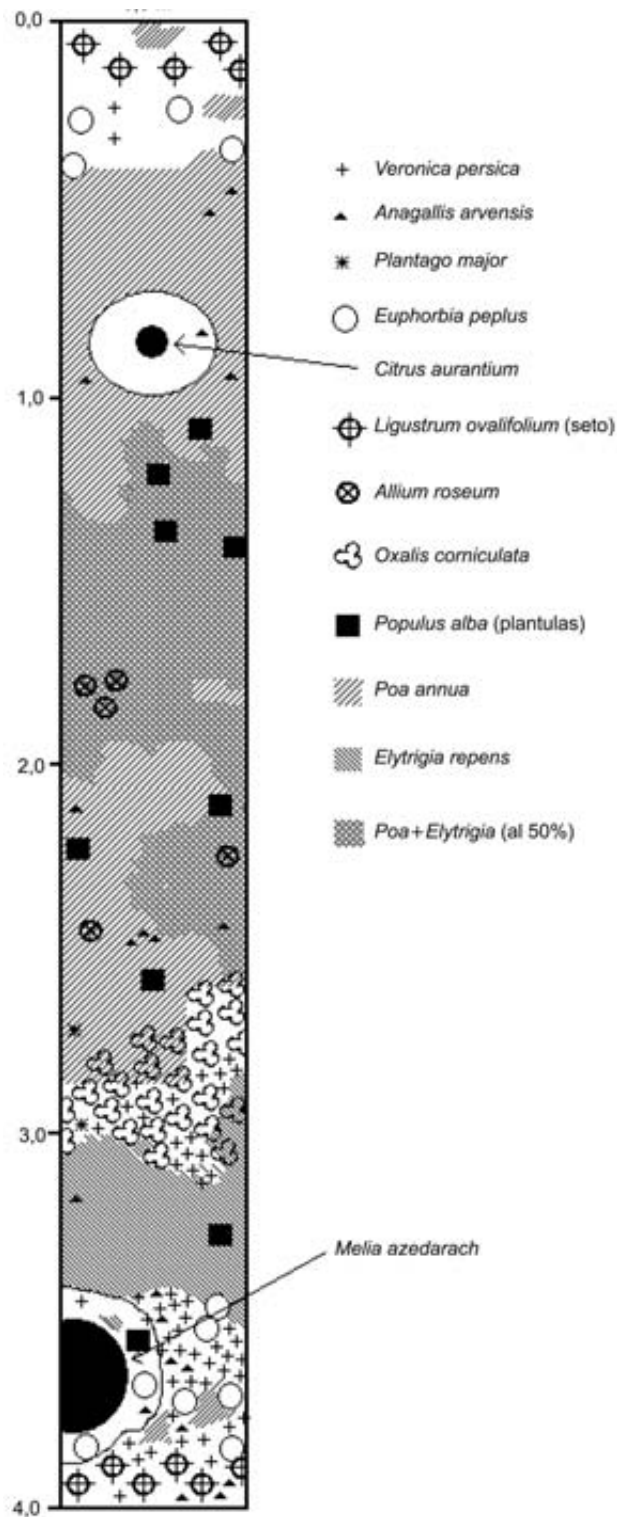 0,0
Veronica persica
Anagallis arvensis
Plantago major
Euphorbia peplus
Citrus aurantium
1,0
Ligustrum ovalifolium (seto)
Allium roseum
Oxalis corniculata
Populus alba (plantulas)
Poa annua
Elytrigia repens
2,0
Poa+Elytrigia (al 50%)
3,0
Melia azedarach
4,0